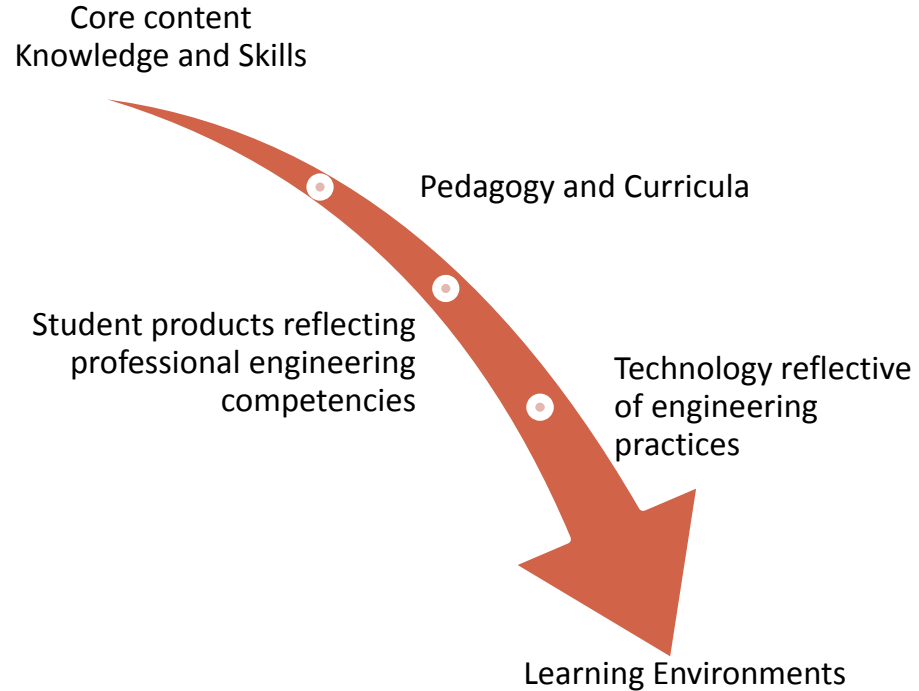 Core content
Knowledge and Skills
Pedagogy and Curricula
Student products reflecting
professional engineering
competencies
Technology reflective
of engineering
practices
Learning Environments